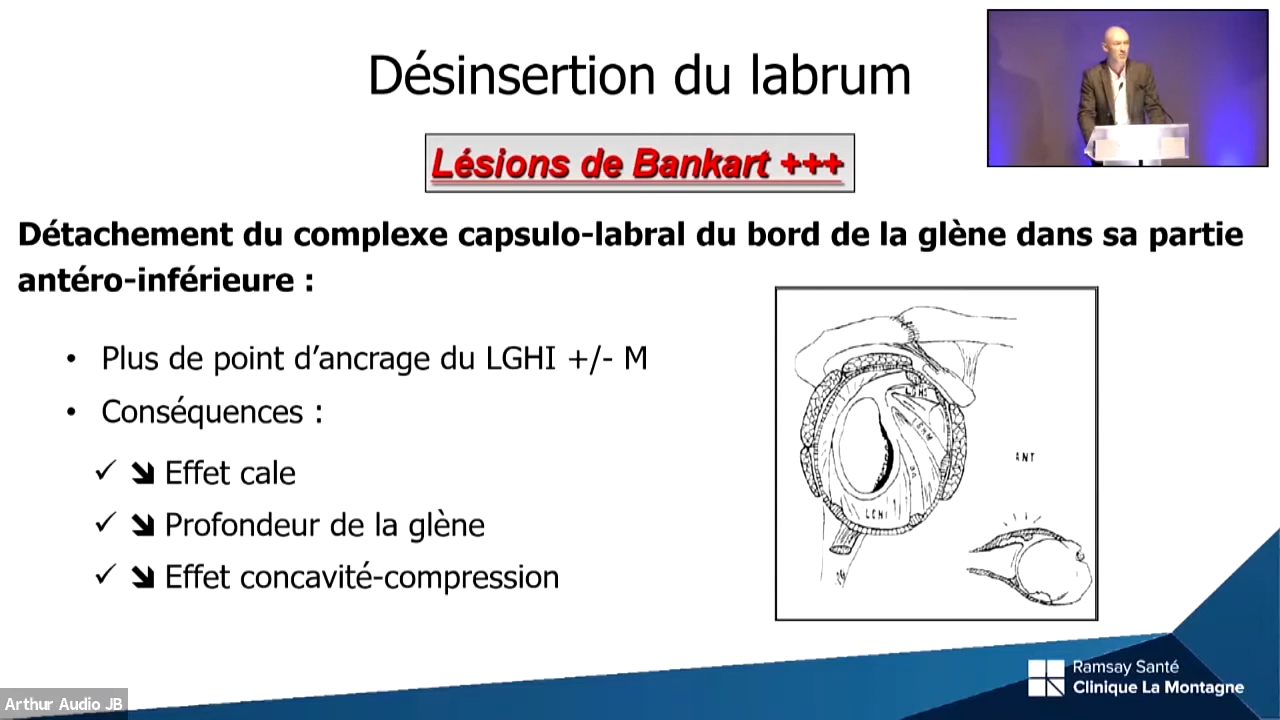 Désinsertion du labrum
Lésions de Bankart +++
Détachement du complexe capsulo-labral du bord de la glène dans sa partie
antéro-inférieure :
• Plus de point d’ancrage du LGHI +/- M
• Conséquences :
✓ ➘ Effet cale
✓ ➘ Profondeur de la glène
✓ ➘ Effet concavité-compression
ANT
LGHI
Ramsay Santé
Clinique La Montagne
Arthur Audio JB